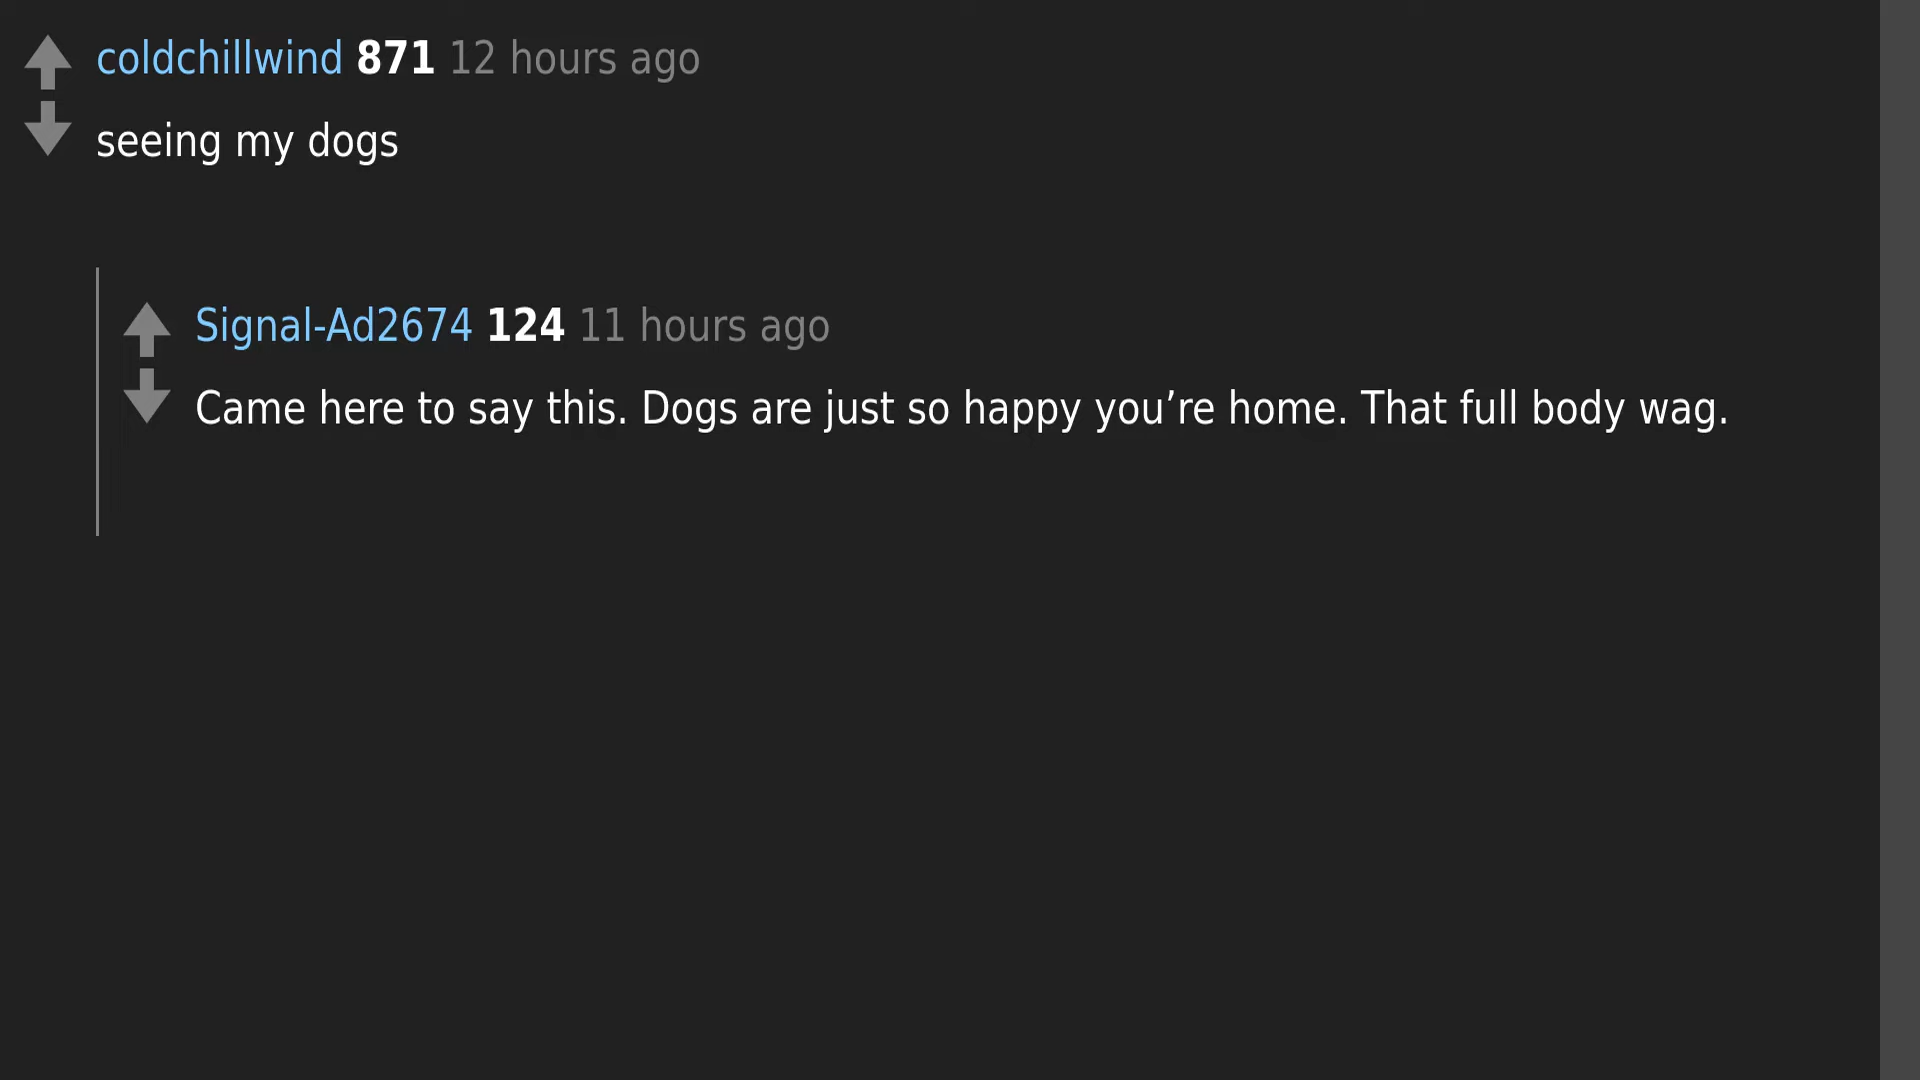 coldchillwind 871 12 hours ago
seeing my dogs
Signal-Ad2674 124 11 hours ago
Came here to say this. Dogs are just so happy you’re home. That full body wag.